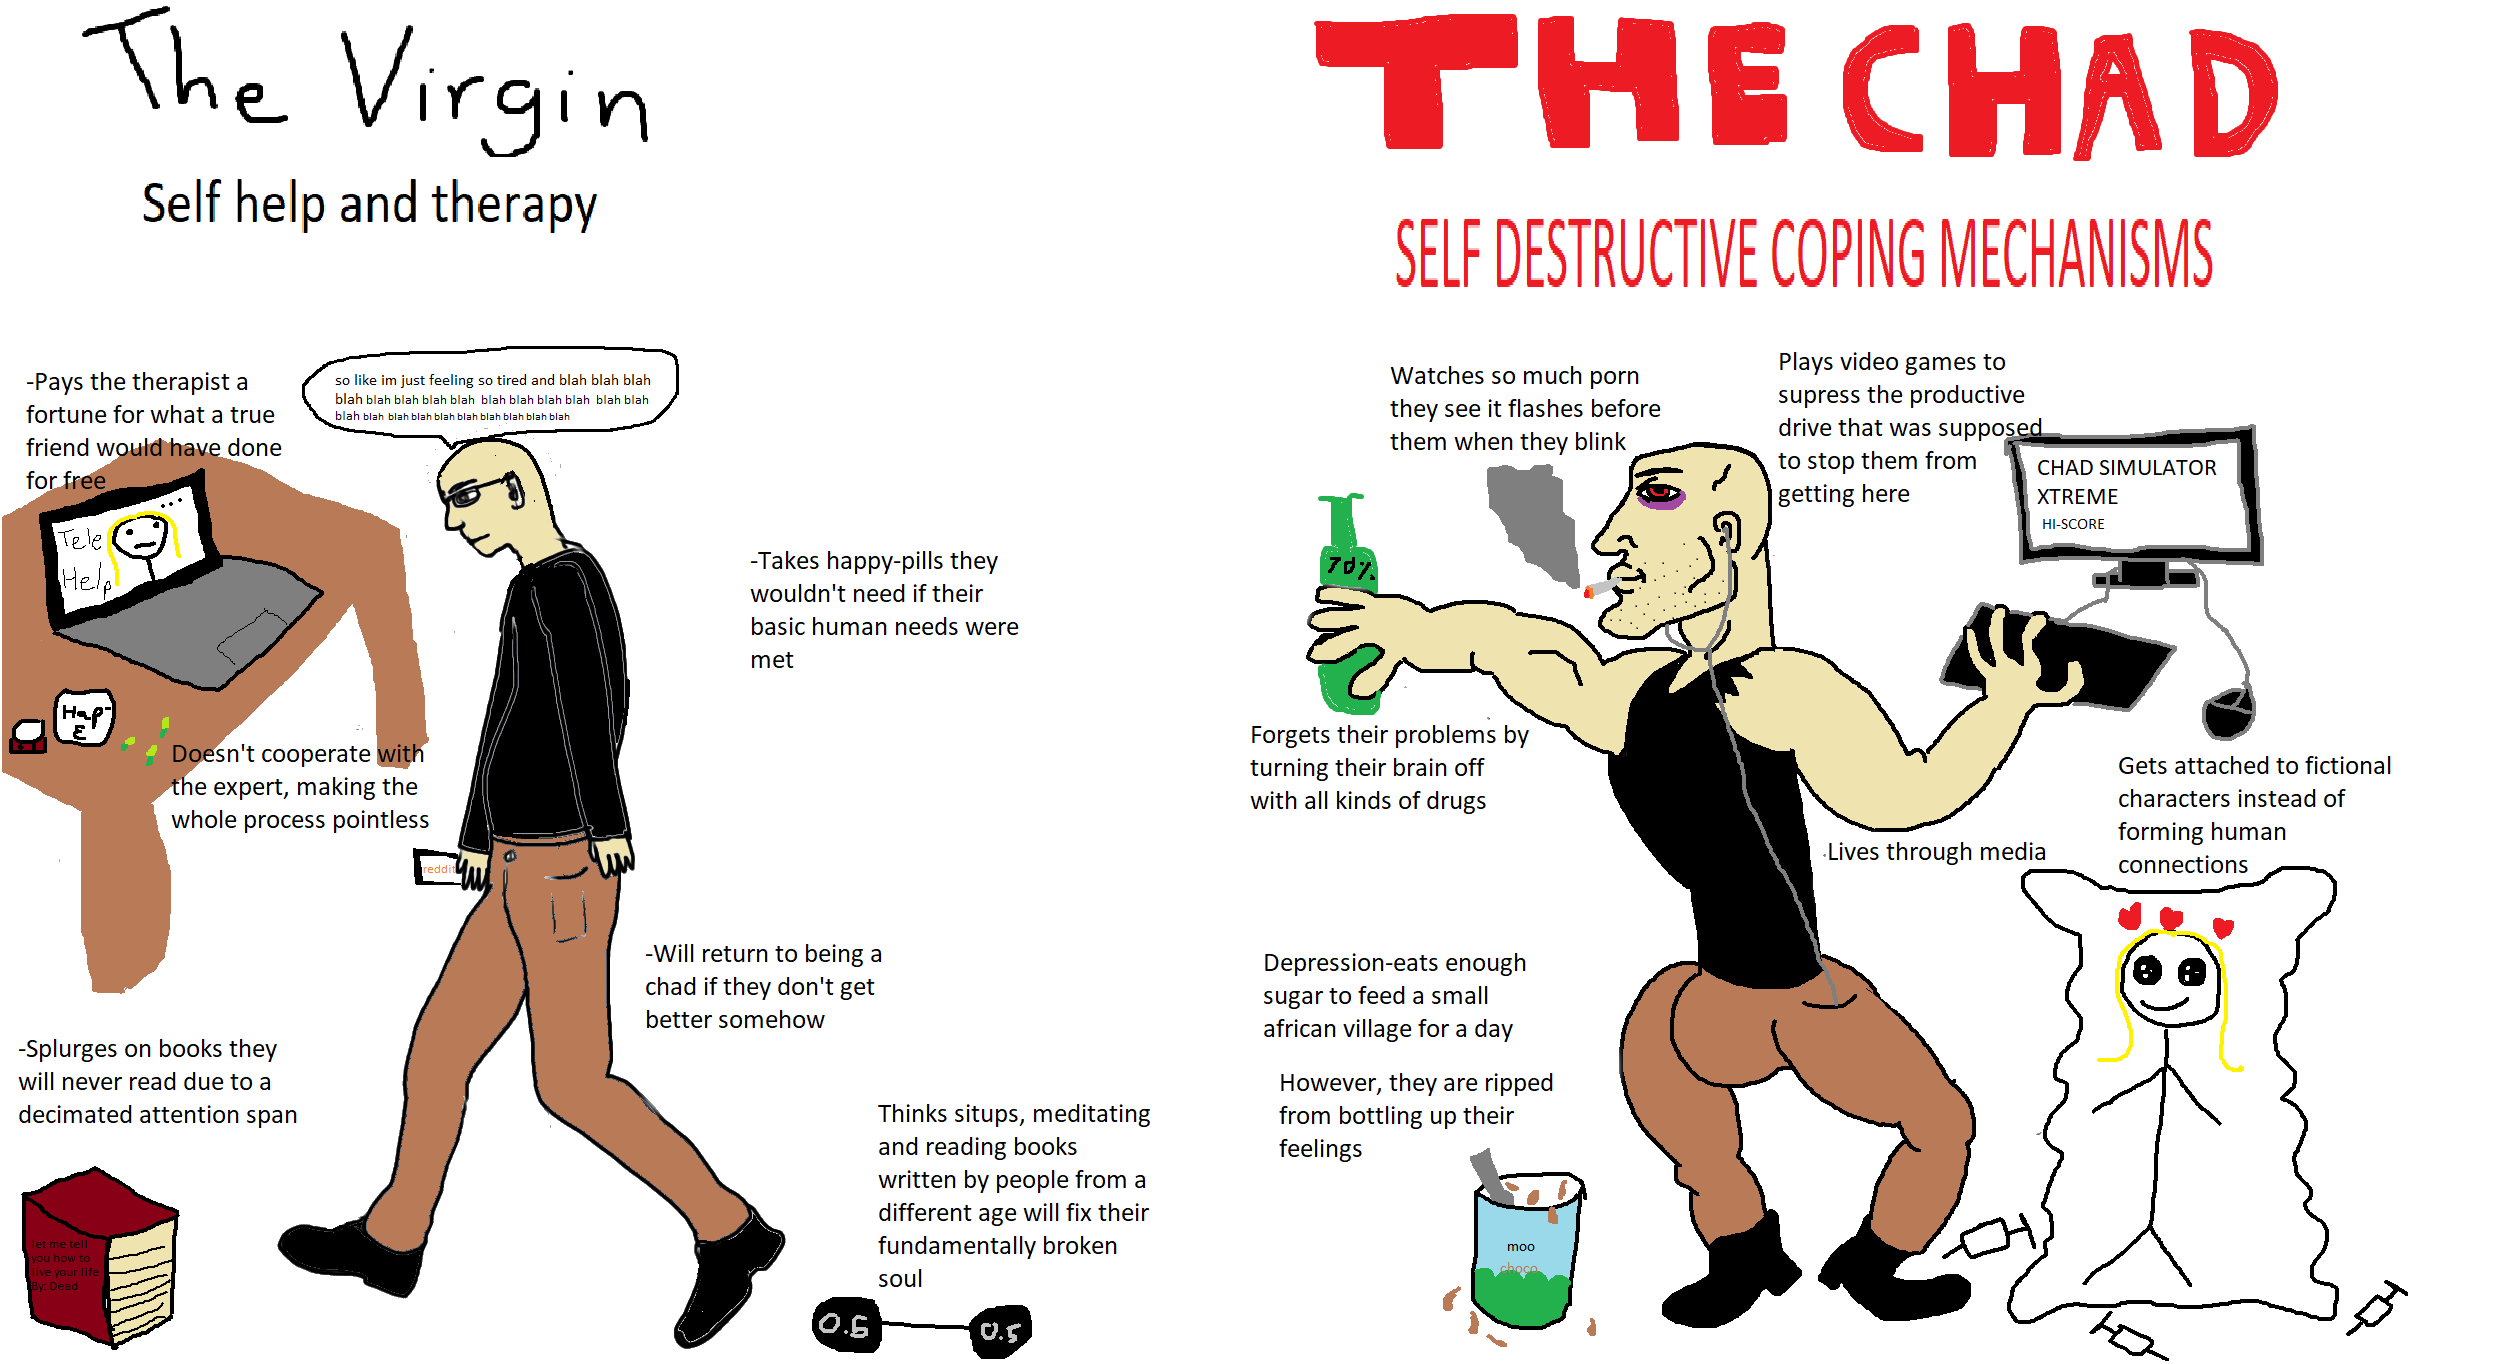 The Virgin
Self help and therapy
-Pays the therapist a
fortune for what a true
friend would have done
for free
so like im just feeling so tired and blah blah blah
blah blah blah blah blah blah blah blah blah blah blah
blah blah blah blah blah blah blah blah blah blah
Tele
Help
-Takes happy-pills they
wouldn't need if their
basic human needs were
met
Hap-
E
Doesn't cooperate with
the expert, making the
whole process pointless
reddit
-Will return to being a
chad if they don't get
better somehow
-Splurges on books they
will never read due to a
decimated attention span
let me tell
you how to
live your life
By: Dead
Thinks situps, meditating
and reading books
written by people from a
different age will fix their
fundamentally broken
soul
0.6
0.5
THE CHAD
SELF DESTRUCTIVE COPING MECHANISMS
Watches so much porn
they see it flashes before
them when they blink
Plays video games to
supress the productive
drive that was supposed
to stop them from
getting here
CHAD SIMULATOR
XTREME
HI-SCORE
70%
Forgets their problems by
turning their brain off
with all kinds of drugs
Gets attached to fictional
characters instead of
forming human
connections
Lives through media
Depression-eats enough
sugar to feed a small
african village for a day
However, they are ripped
from bottling up their
feelings
moo
choco